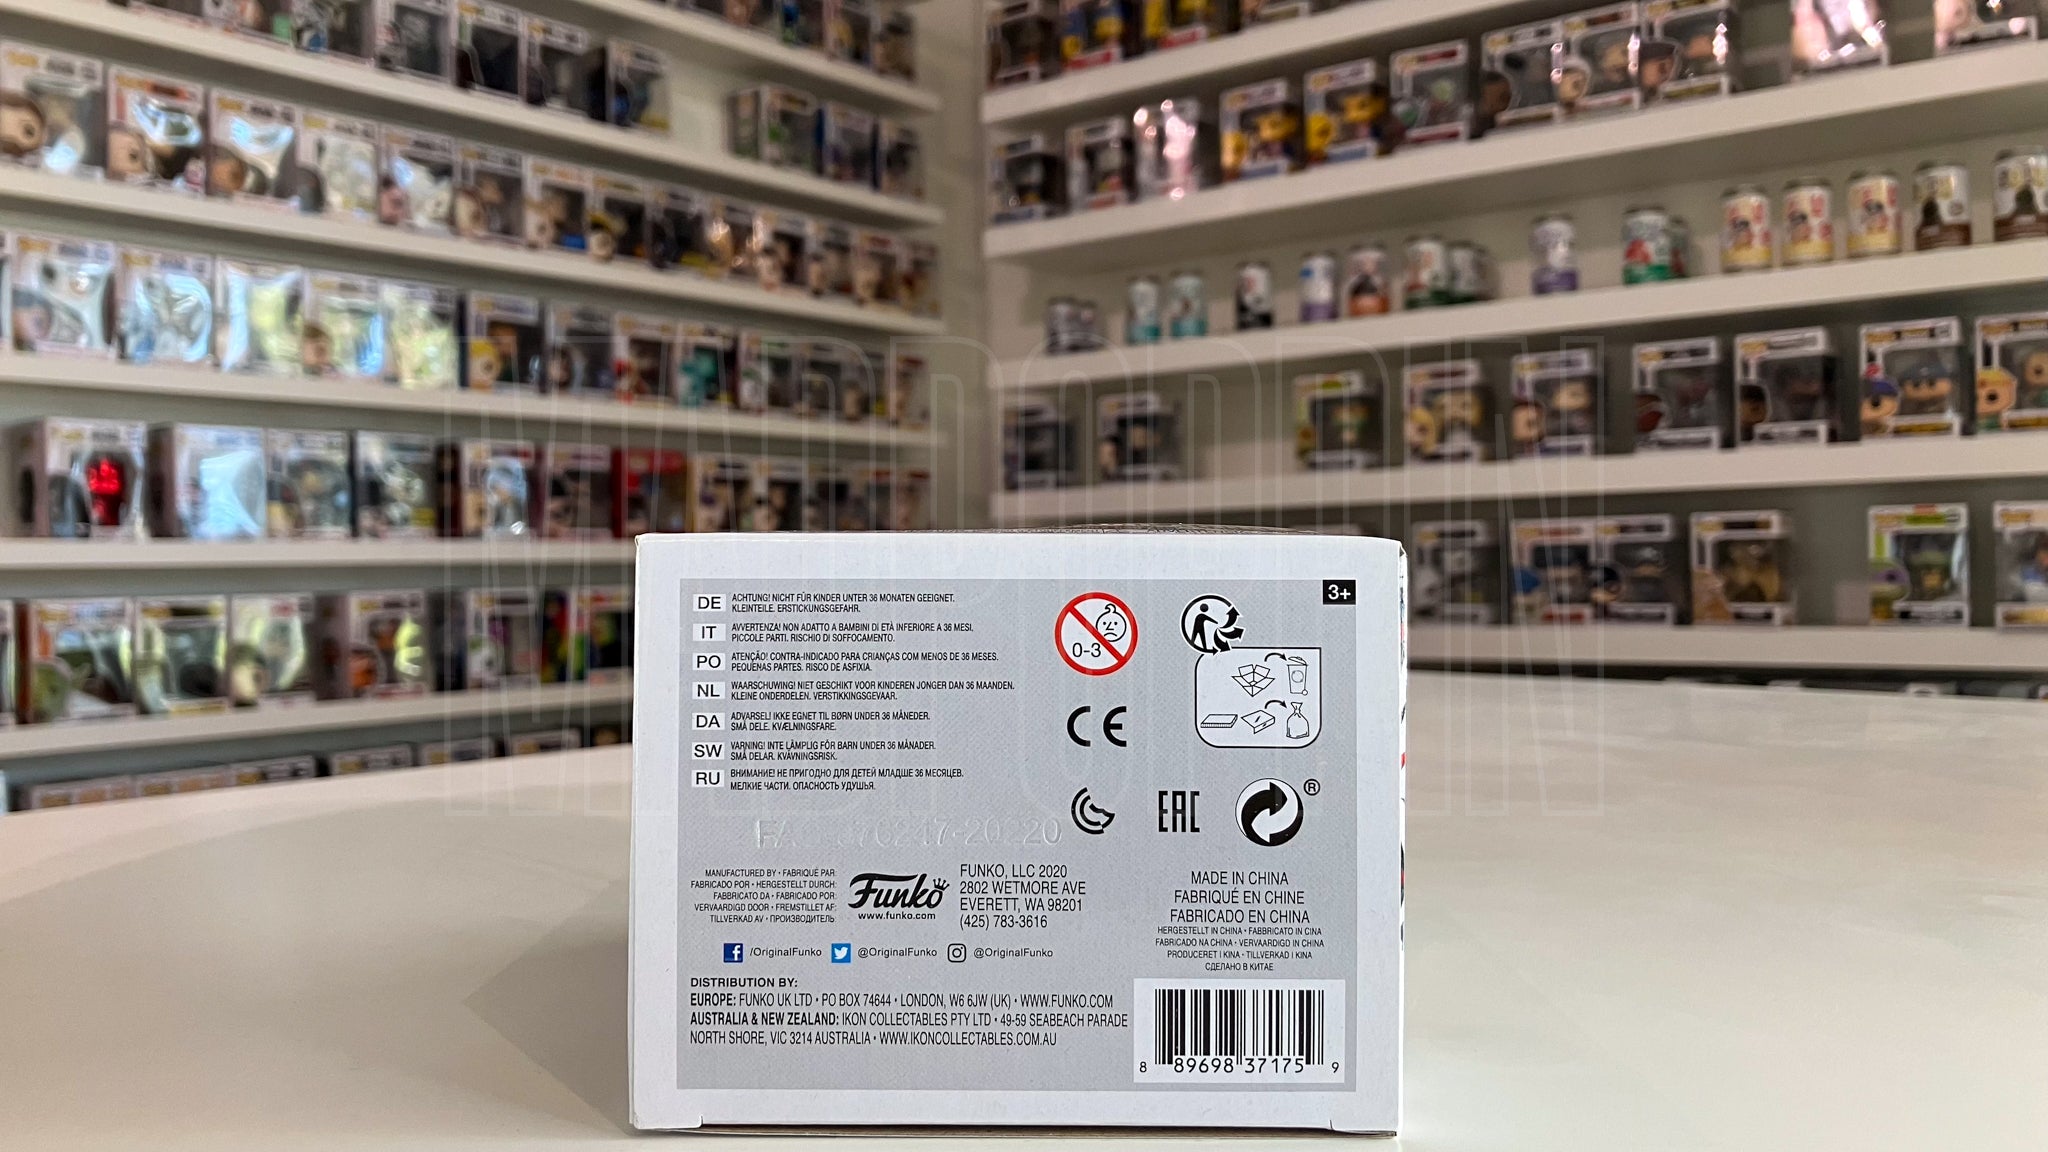 3+
DE ACHTUNG! NICHT FÜR KINDER UNTER 36 MONATEN GEEIGNET.
KLEINTEILE. ERSTICKUNGSGEFAHR.
IT AVVERTENZA! NON ADATTO A BAMBINI DI ETÀ INFERIORE A 36 MESI.
PICCOLE PARTI. RISCHIO DI SOFFOCAMENTO.
PO ATENÇÃO! CONTRA-INDICADO PARA CRIANÇAS COM MENOS DE 36 MESES.
PEQUENAS PARTES. RISCO DE ASFIXIA.
NL WAARSCHUWING! NIET GESCHIKT VOOR KINDEREN JONGER DAN 36 MAANDEN.
KLEINE ONDERDELEN. VERSTIKKINGSGEVAAR.
DA ADVARSEL! IKKE EGNET TIL BØRN UNDER 36 MÅNEDER.
SMÅ DELE. KVÆLNINGSFARE.
SW VARNING! INTE LÄMPLIG FÖR BARN UNDER 36 MÅNADER.
SMÅ DELAR. KVÄVNINGSRISK.
RU ВНИМАНИЕ! НЕ ПРИГОДНО ДЛЯ ДЕТЕЙ МЛАДШЕ 36 МЕСЯЦЕВ.
МЕЛКИЕ ЧАСТИ. ОПАСНОСТЬ УДУШЬЯ.
0-3
CE
EAC
®
MANUFACTURED BY • FABRIQUÉ PAR:
FABRICADO POR • HERGESTELLT DURCH:
FABBRICATO DA • FABRICADO POR:
VERVAARDIGD DOOR • FREMSTILLET AF:
TILLVERKAD AV • ПРОИЗВОДИТЕЛЬ:
Funko
www.funko.com
FUNKO, LLC 2020
2802 WETMORE AVE
EVERETT, WA 98201
(425) 783-3616
/OriginalFunko @OriginalFunko @OriginalFunko
MADE IN CHINA
FABRIQUÉ EN CHINE
FABRICADO EN CHINA
HERGESTELLT IN CHINA • FABBRICATO IN CINA
FABRICADO NA CHINA • VERVAARDIGD IN CHINA
PRODUCERET I KINA • TILLVERKAD I KINA
СДЕЛАНО В КИТАЕ
DISTRIBUTION BY:
EUROPE: FUNKO UK LTD • PO BOX 74644 • LONDON, W6 6JW (UK) • WWW.FUNKO.COM
AUSTRALIA & NEW ZEALAND: IKON COLLECTABLES PTY LTD • 49-59 SEABEACH PARADE
NORTH SHORE, VIC 3214 AUSTRALIA • WWW.IKONCOLLECTABLES.COM.AU
8 89698 37175 9